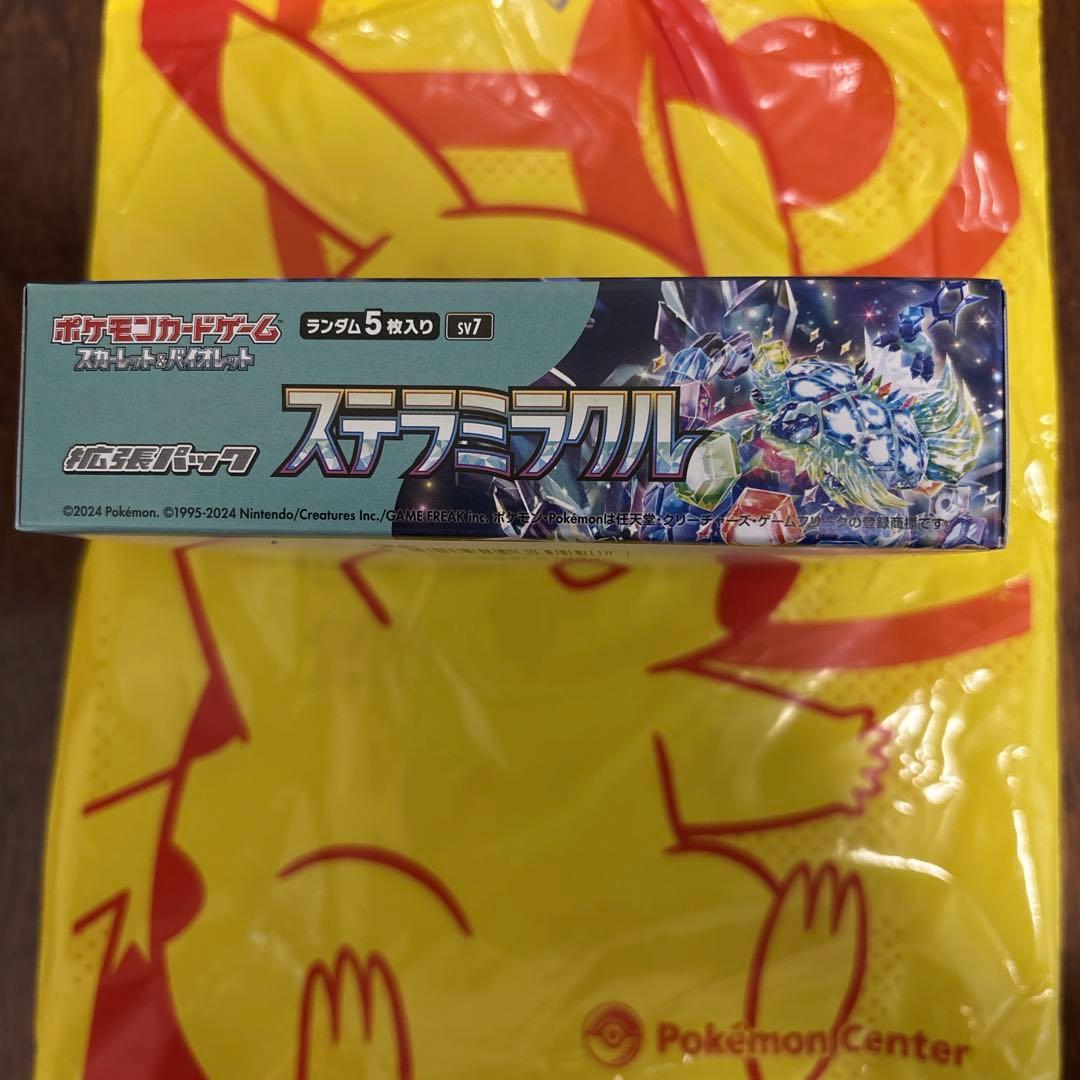 ポケモンカードゲーム
スカーレット&バイオレット
ランダム5枚入り SV7
拡張パック
ステラミラクル
©2024 Pokémon. ©1995-2024 Nintendo/Creatures Inc./GAME FREAK inc. ポケモン・Pokémonは任天堂・クリーチャーズ・ゲームフリークの登録商標です。
Pokémon Center